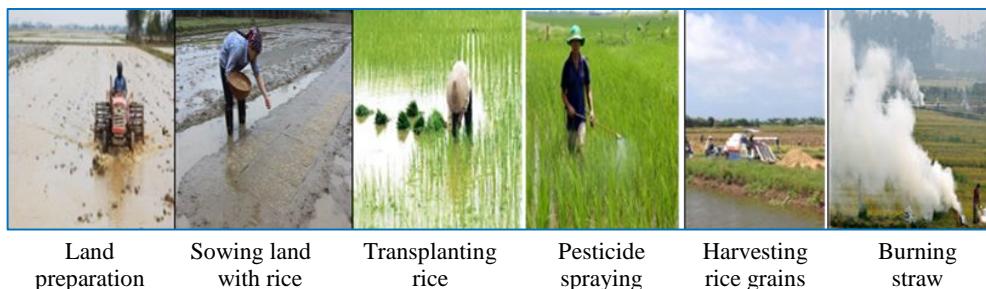 Land
preparation
Sowing land
with rice
Transplanting
rice
Pesticide
spraying
Harvesting
rice grains
Burning
straw